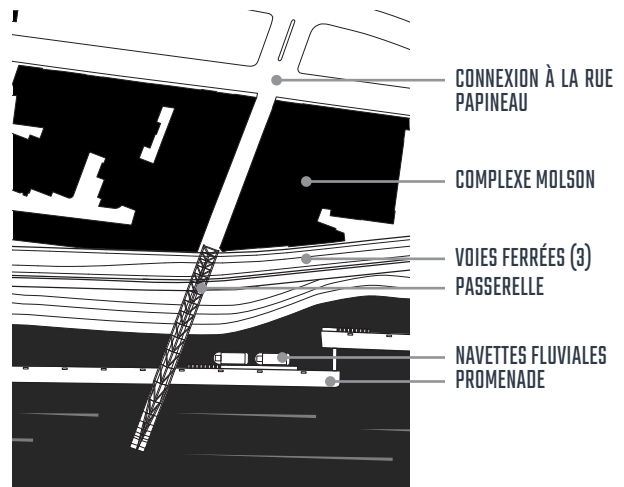 CONNEXION À LA RUE
PAPINEAU
COMPLEXE MOLSON
VOIES FERRÉES (3)
PASSERELLE
NAVETTES FLUVIALES
PROMENADE